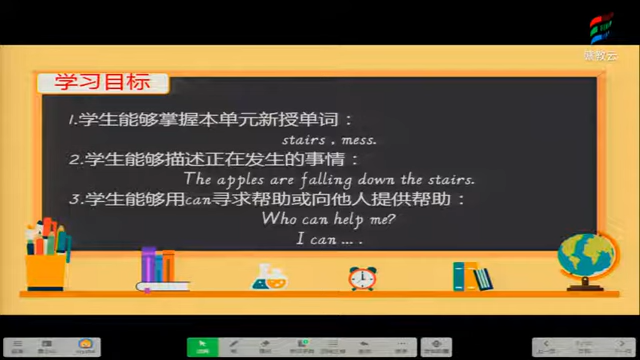 学习目标
1.学生能够掌握本单元新授单词：
stairs , mess.
2.学生能够描述正在发生的事情：
The apples are falling down the stairs.
3.学生能够用can寻求帮助或向他人提供帮助：
Who can help me?
I can ... .